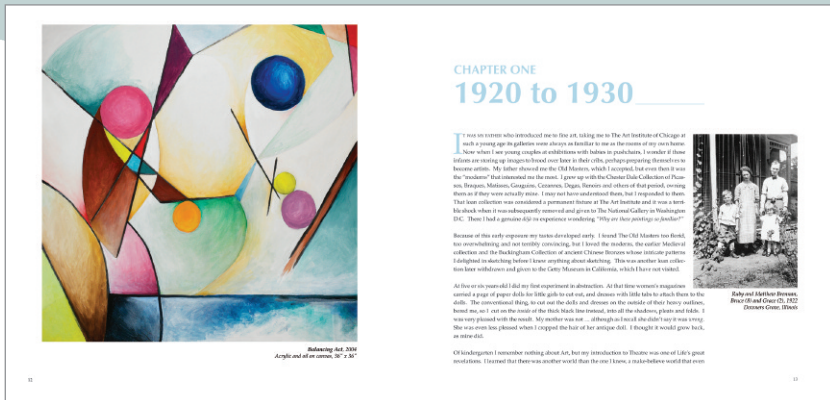 Balancing Act, 2004
Acrylic and oil on canvas, 36" x 36"
12
CHAPTER ONE
1920 to 1930
IT WAS MY FATHER who introduced me to fine art, taking me to The Art Institute of Chicago at
such a young age its galleries were always as familiar to me as the rooms of my own home.
Now when I see young couples at exhibitions with babies in pushchairs, I wonder if those
infants are storing up images to brood over later in their cribs, perhaps preparing themselves to
become artists. My father showed me the Old Masters, which I accepted, but even then it was
the "moderns" that interested me the most. I grew up with the Chester Dale Collection of Picas-
sos, Braques, Matisses, Gauguins, Cezannes, Degas, Renoirs and others of that period, owning
them as if they were actually mine. I may not have understood them, but I responded to them.
That loan collection was considered a permanent fixture at The Art Institute and it was a terri-
ble shock when it was subsequently removed and given to The National Gallery in Washington
D.C. There I had a genuine déjà vu experience wondering "Why are these paintings so familiar?"
Because of this early exposure my tastes developed early. I found The Old Masters too florid,
too overwhelming and not terribly convincing, but I loved the moderns, the earlier Medieval
collection and the Buckingham Collection of ancient Chinese Bronzes whose intricate patterns
I delighted in sketching before I knew anything about sketching. This was another loan collec-
tion later withdrawn and given to the Getty Museum in California, which I have not visited.
At five or six years old I did my first experiment in abstraction. At that time women's magazines
carried a page of paper dolls for little girls to cut out, and dresses with little tabs to attach them to the
dolls. The conventional thing, to cut out the dolls and dresses on the outside of their heavy outlines,
bored me, so I cut on the inside of the thick black line instead, into all the shadows, pleats and folds. I
was very pleased with the result. My mother was not ... although as I recall she didn't say it was wrong.
She was even less pleased when I cropped the hair of her antique doll. I thought it would grow back,
as mine did.
Of kindergarten I remember nothing about Art, but my introduction to Theatre was one of Life's great
revelations. I learned that there was another world than the one I knew, a make-believe world that even
Ruby and Matthew Brennan,
Bruce (8) and Grace (2), 1922
Downers Grove, Illinois
13